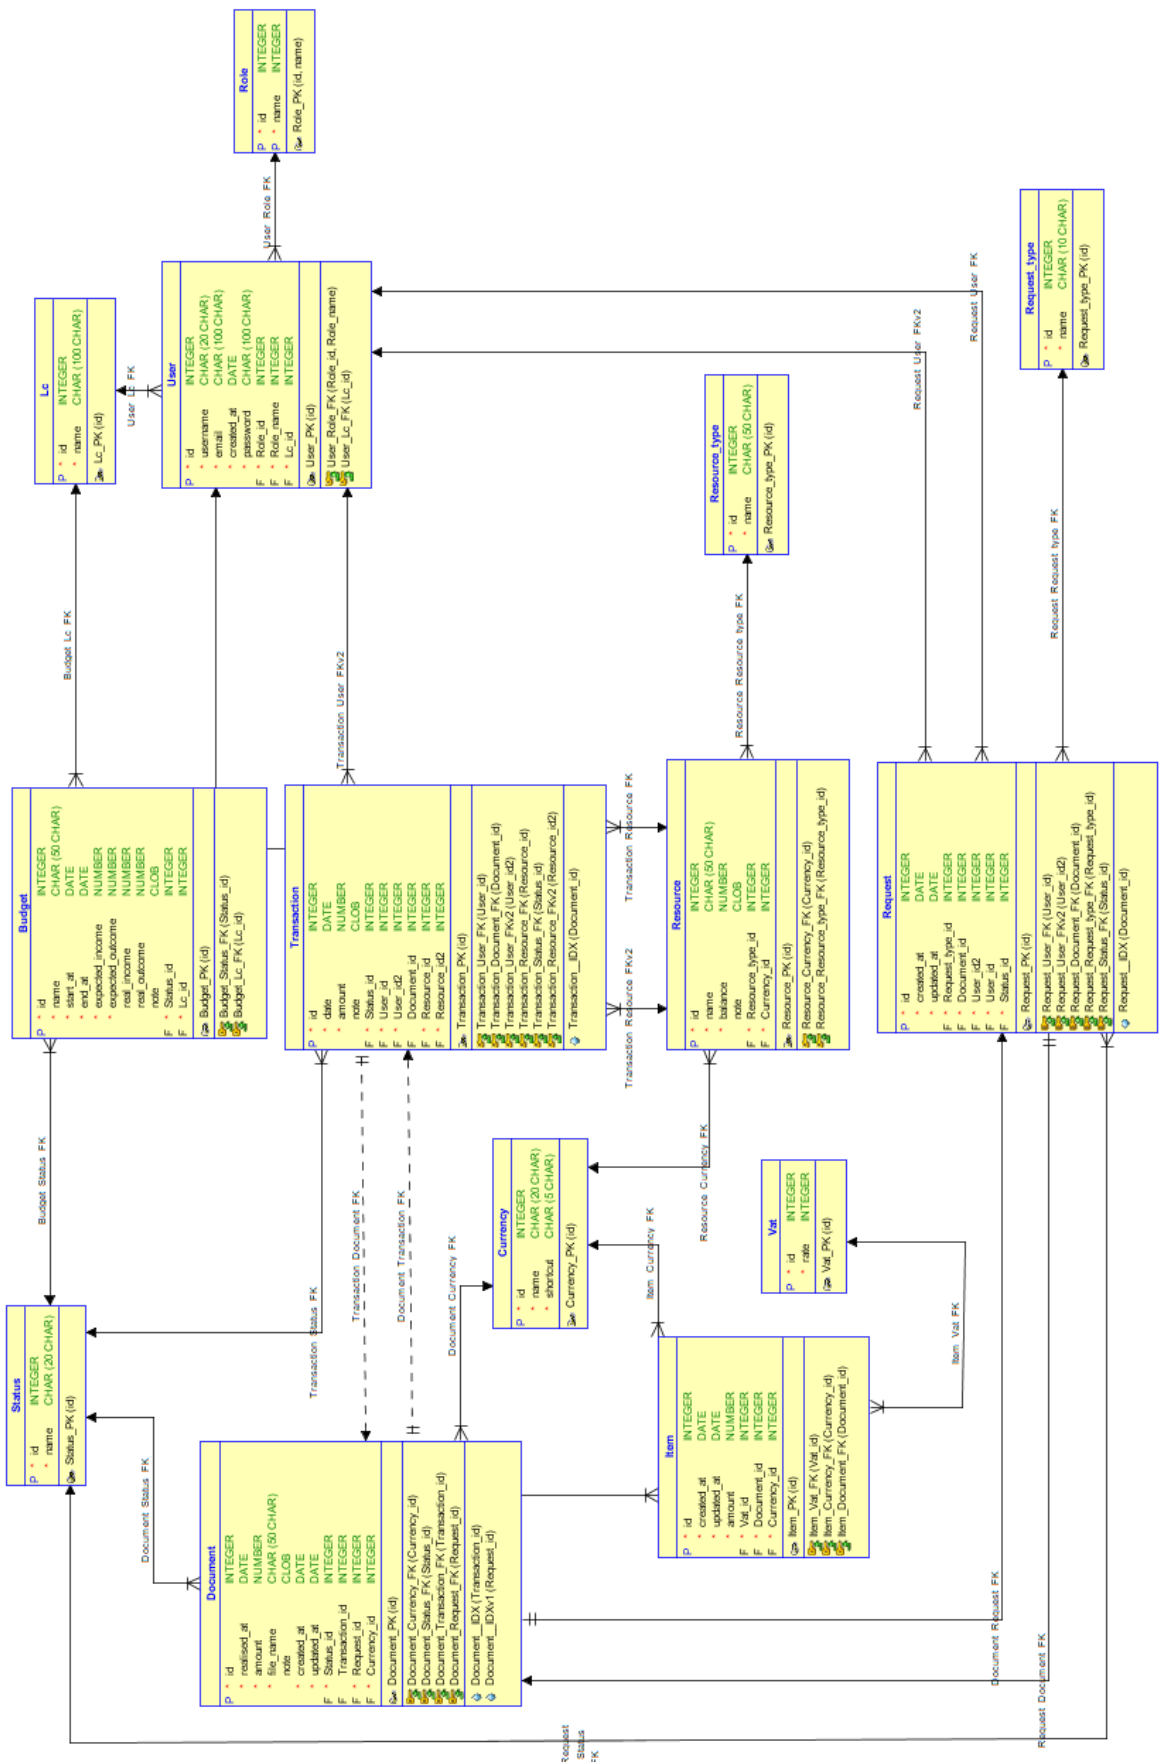 Role
P * id INTEGER
P * name INTEGER
Role_PK (id, name)
User Role FK
Lc
P * id INTEGER
* name CHAR (100 CHAR)
Lc_PK (id)
User Lc FK
User
P * id INTEGER
* username CHAR (20 CHAR)
* email CHAR (100 CHAR)
* created_at DATE
* password CHAR (100 CHAR)
F * Role_id INTEGER
F * Role_name INTEGER
F * Lc_id INTEGER
User_PK (id)
User_Role_FK (Role_id, Role_name)
User_Lc_FK (Lc_id)
Request_type
P * id INTEGER
* name CHAR (10 CHAR)
Request_type_PK (id)
Request User FK
Request User FKv2
Resource_type
P * id INTEGER
* name CHAR (50 CHAR)
Resource_type_PK (id)
Budget Lc FK
Transaction User FKv2
Resource Resource type FK
Request Request type FK
Budget
P * id INTEGER
* name CHAR (50 CHAR)
* start_at DATE
* end_at DATE
* expected_income NUMBER
* expected_outcome NUMBER
* real_income NUMBER
* real_outcome NUMBER
note CLOB
F * Status_id INTEGER
F * Lc_id INTEGER
Budget_PK (id)
Budget_Status_FK (Status_id)
Budget_Lc_FK (Lc_id)
Transaction
P * id INTEGER
* date DATE
* amount NUMBER
note CLOB
F * Status_id INTEGER
F * User_id INTEGER
F * User_id2 INTEGER
F Document_id INTEGER
F * Resource_id INTEGER
F * Resource_id2 INTEGER
Transaction_PK (id)
Transaction_User_FK (User_id)
Transaction_Document_FK (Document_id)
Transaction_User_FKv2 (User_id2)
Transaction_Resource_FK (Resource_id)
Transaction_Status_FK (Status_id)
Transaction_Resource_FKv2 (Resource_id2)
Transaction__IDX (Document_id)
Transaction Resource FK
Transaction Resource FKv2
Resource
P * id INTEGER
* name CHAR (50 CHAR)
* balance NUMBER
note CLOB
F * Resource_type_id INTEGER
F * Currency_id INTEGER
Resource_PK (id)
Resource_Currency_FK (Currency_id)
Resource_Resource_type_FK (Resource_type_id)
Request
P * id INTEGER
* created_at DATE
* updated_at DATE
F * Request_type_id INTEGER
F * Document_id INTEGER
F * User_id2 INTEGER
F * User_id INTEGER
F * Status_id INTEGER
Request_PK (id)
Request_User_FK (User_id)
Request_User_FKv2 (User_id2)
Request_Document_FK (Document_id)
Request_Request_type_FK (Request_type_id)
Request_Status_FK (Status_id)
Request__IDX (Document_id)
Budget Status FK
Transaction Status FK
Transaction Document FK
Document Transaction FK
Document Currency FK
Resource Currency FK
Item Currency FK
Currency
P * id INTEGER
* name CHAR (20 CHAR)
* shortcut CHAR (5 CHAR)
Currency_PK (id)
Vat
P * id INTEGER
* rate INTEGER
Vat_PK (id)
Item Vat FK
Status
P * id INTEGER
* name CHAR (20 CHAR)
Status_PK (id)
Document Status FK
Document
P * id INTEGER
* realised_at DATE
* amount NUMBER
* file_name CHAR (50 CHAR)
note CLOB
* created_at DATE
* updated_at DATE
F * Status_id INTEGER
F Transaction_id INTEGER
F * Request_id INTEGER
F * Currency_id INTEGER
Document_PK (id)
Document_Currency_FK (Currency_id)
Document_Status_FK (Status_id)
Document_Transaction_FK (Transaction_id)
Document_Request_FK (Request_id)
Document__IDX (Transaction_id)
Document__IDXv1 (Request_id)
Item
P * id INTEGER
* created_at DATE
* updated_at DATE
* amount NUMBER
F * Vat_id INTEGER
F * Document_id INTEGER
F * Currency_id INTEGER
Item_PK (id)
Item_Vat_FK (Vat_id)
Item_Currency_FK (Currency_id)
Item_Document_FK (Document_id)
Document Request FK
Request Document FK
Request
Status
FK